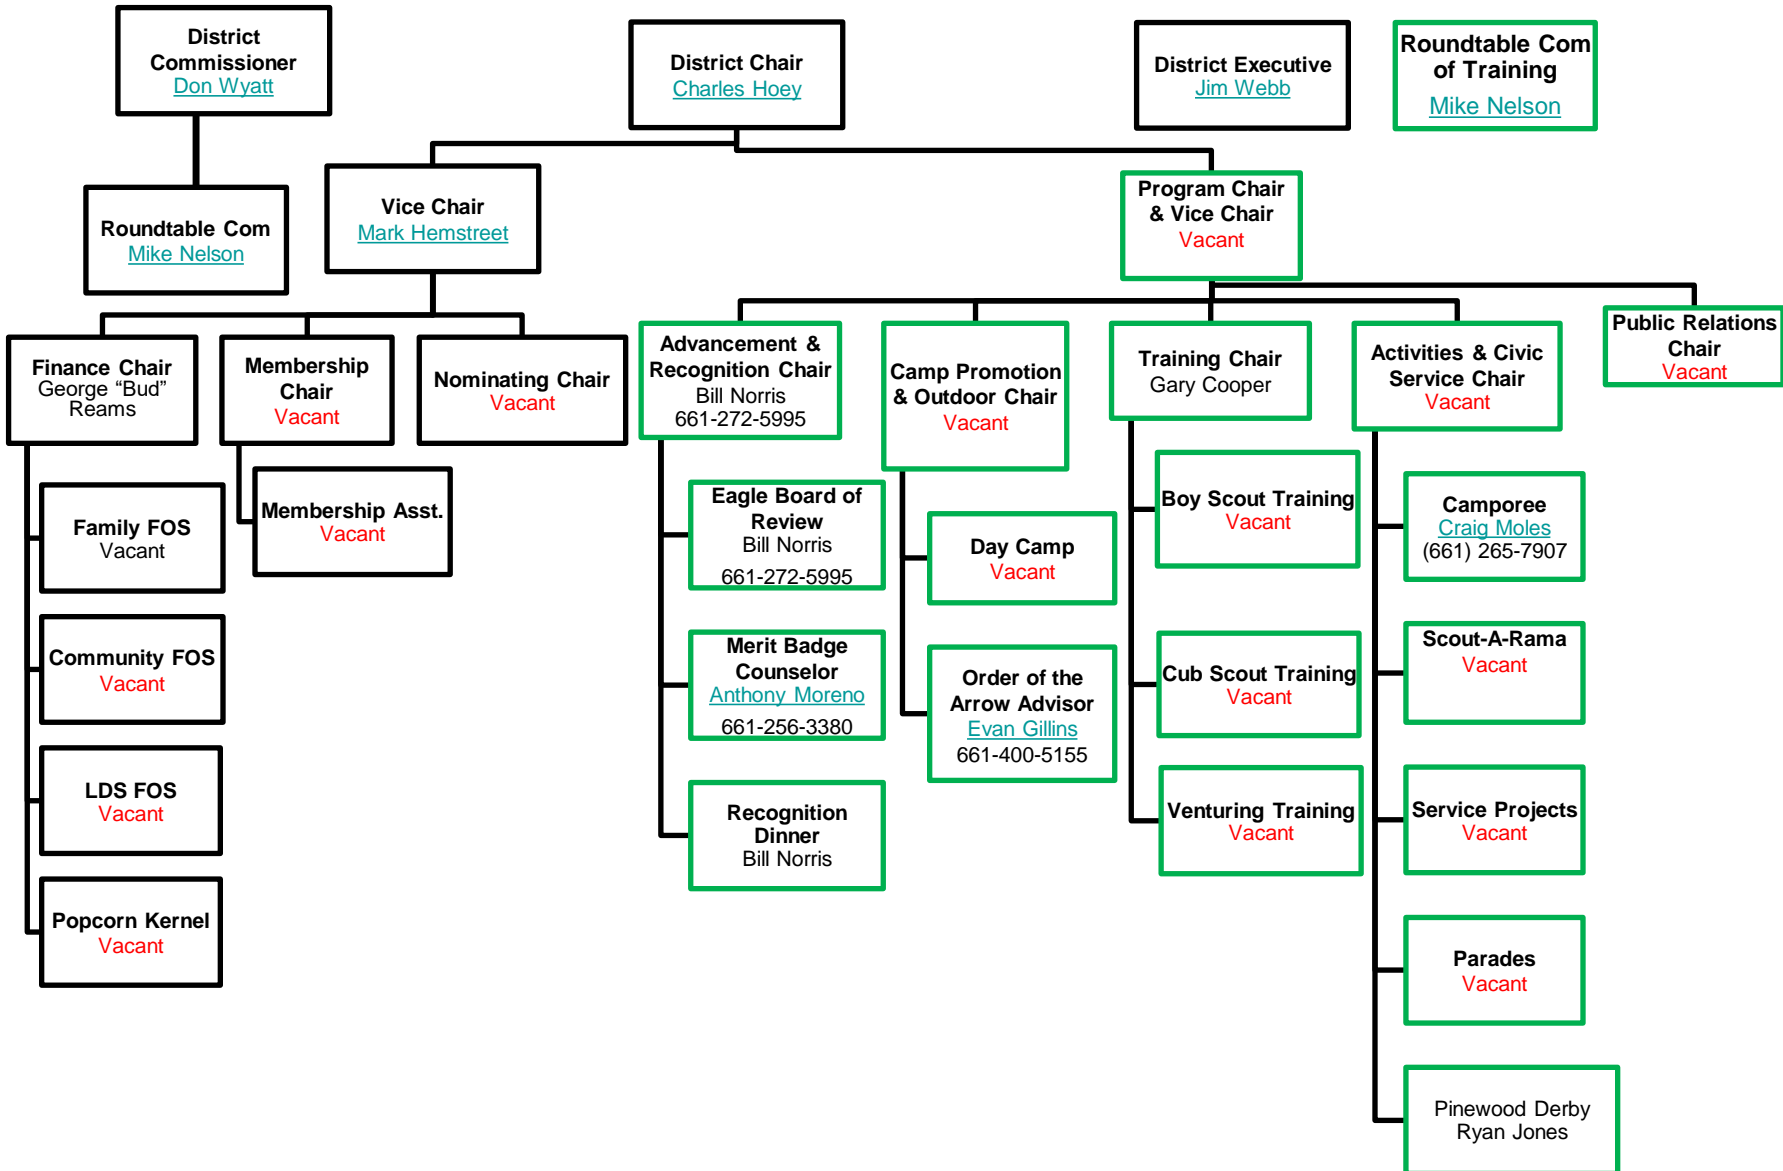 District
Commissioner
Don Wyatt
District Chair
Charles Hoey
District Executive
Jim Webb
Roundtable Com
of Training
Mike Nelson
Roundtable Com
Mike Nelson
Vice Chair
Mark Hemstreet
Program Chair
& Vice Chair
Vacant
Finance Chair
George “Bud”
Reams
Membership
Chair
Vacant
Nominating Chair
Vacant
Advancement &
Recognition Chair
Bill Norris
661-272-5995
Camp Promotion
& Outdoor Chair
Vacant
Training Chair
Gary Cooper
Activities & Civic
Service Chair
Vacant
Public Relations
Chair
Vacant
Family FOS
Vacant
Community FOS
Vacant
LDS FOS
Vacant
Popcorn Kernel
Vacant
Membership Asst.
Vacant
Eagle Board of
Review
Bill Norris
661-272-5995
Merit Badge
Counselor
Anthony Moreno
661-256-3380
Recognition
Dinner
Bill Norris
Day Camp
Vacant
Order of the
Arrow Advisor
Evan Gillins
661-400-5155
Boy Scout Training
Vacant
Cub Scout Training
Vacant
Venturing Training
Vacant
Camporee
Craig Moles
(661) 265-7907
Scout-A-Rama
Vacant
Service Projects
Vacant
Parades
Vacant
Pinewood Derby
Ryan Jones